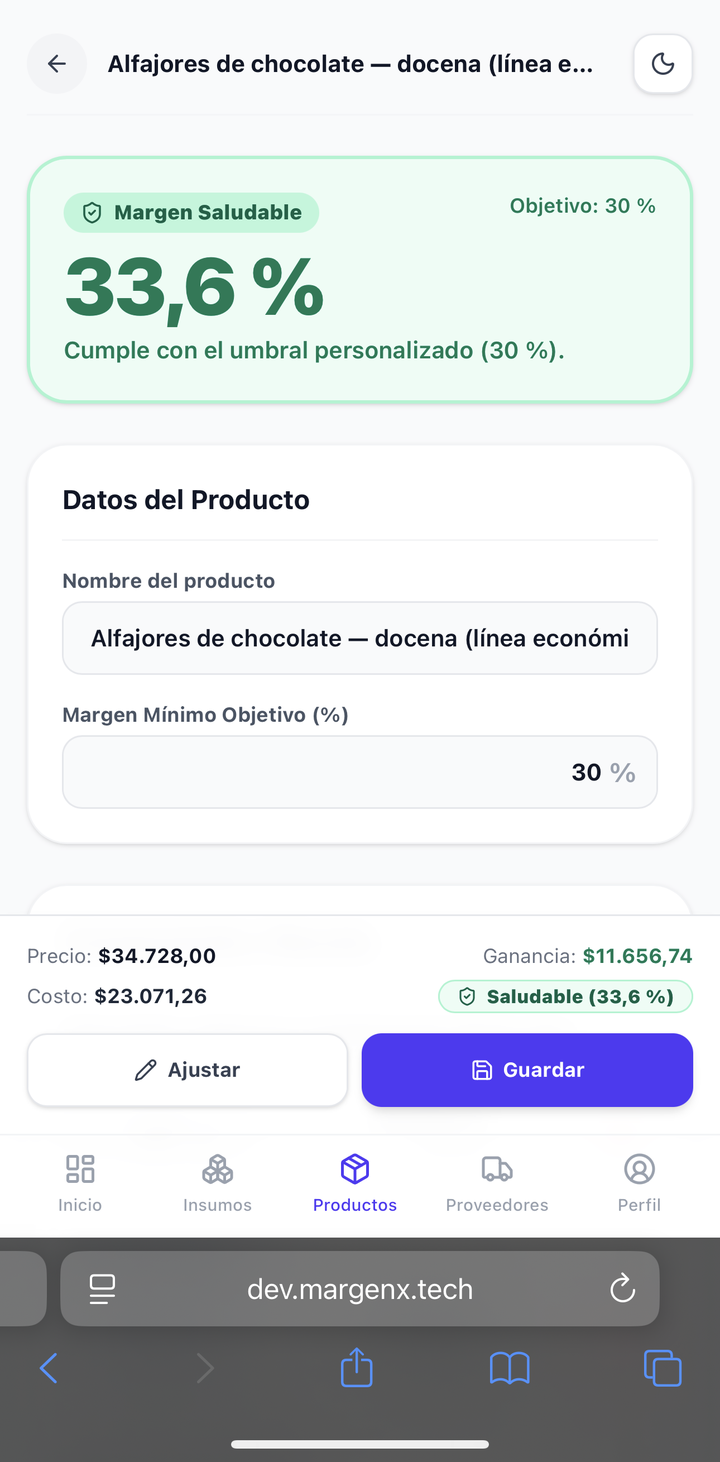 Alfajores de chocolate — docena (línea e...
Margen Saludable
Objetivo: 30 %
33,6 %
Cumple con el umbral personalizado (30 %).
Datos del Producto
Nombre del producto
Alfajores de chocolate — docena (línea económi
Margen Mínimo Objetivo (%)
30 %
Precio: $34.728,00
Ganancia: $11.656,74
Costo: $23.071,26
Saludable (33,6 %)
Ajustar
Guardar
Inicio
Insumos
Productos
Proveedores
Perfil
dev.margenx.tech